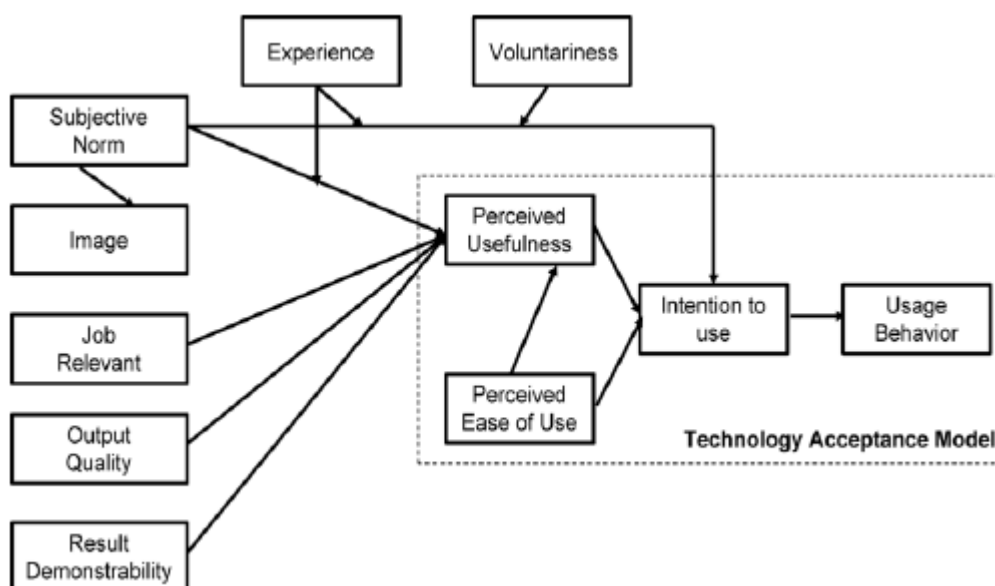 Experience
Voluntariness
Subjective
Norm
Image
Perceived
Usefulness
Job
Relevant
Intention to
use
Usage
Behavior
Perceived
Ease of Use
Output
Quality
Technology Acceptance Model
Result
Demonstrability